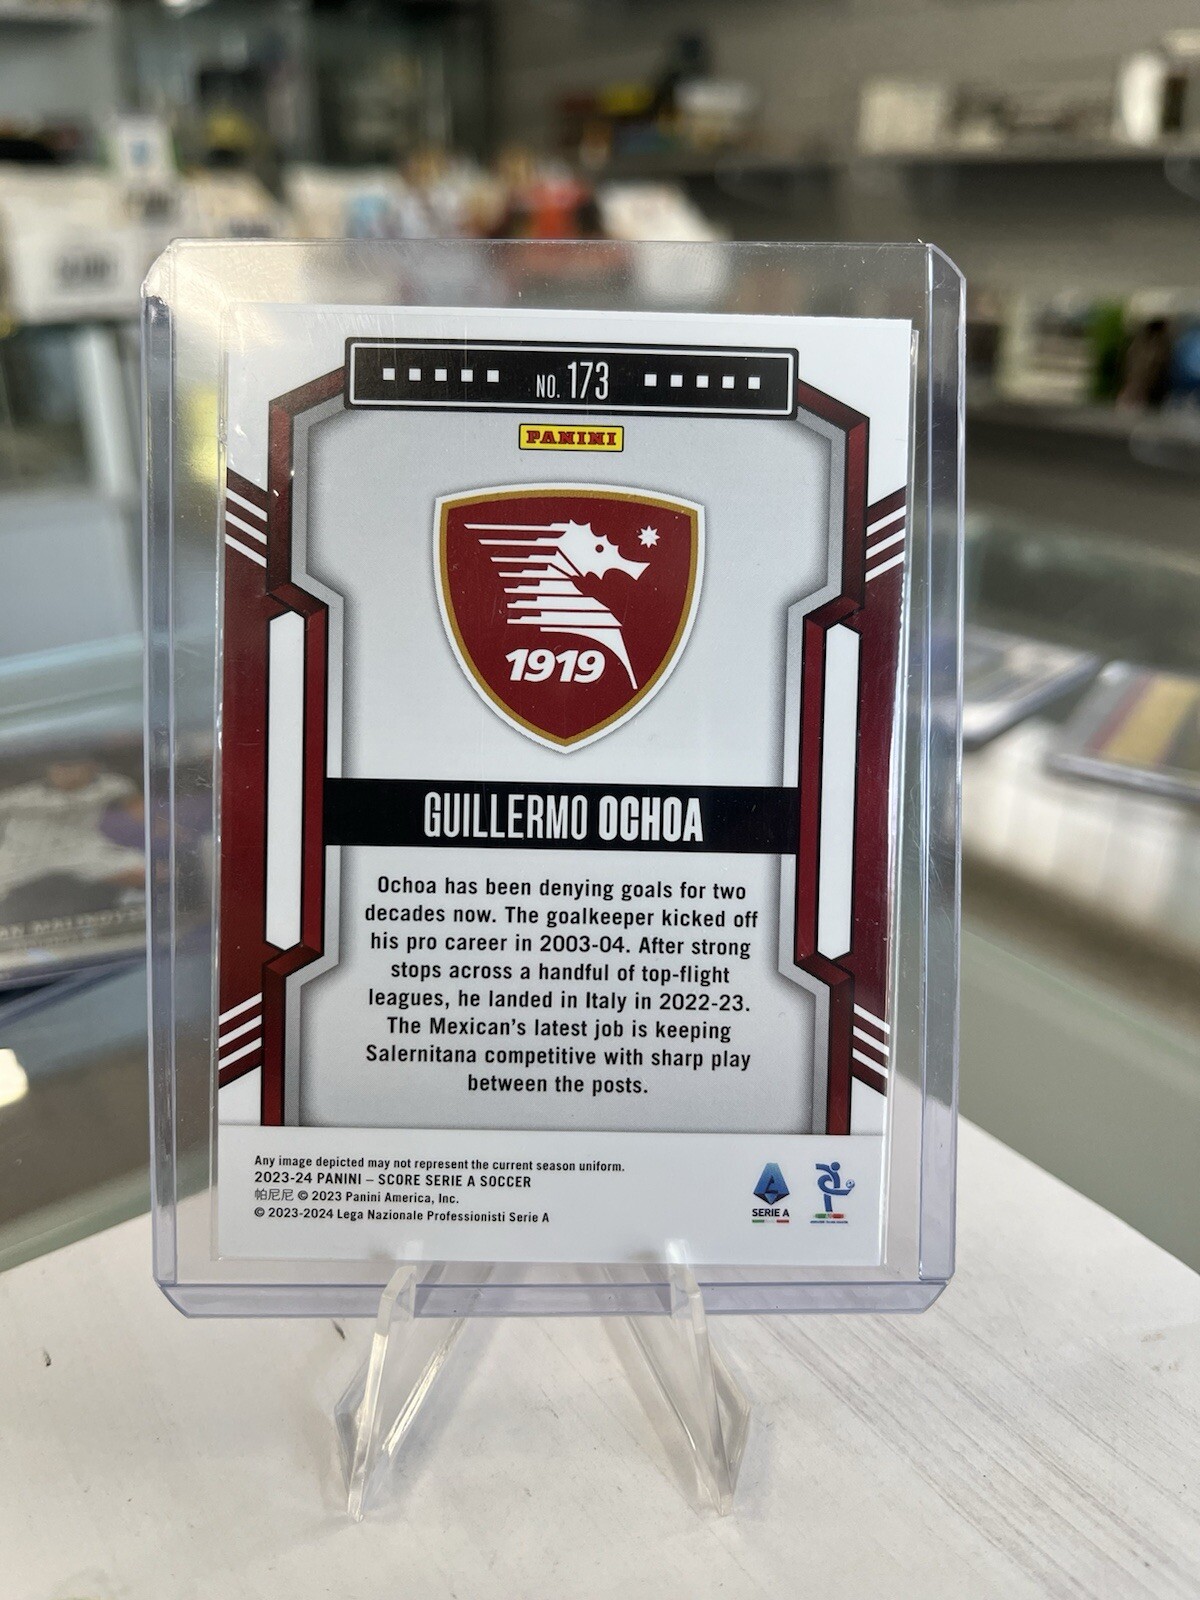 NO. 173
PANINI
1919
GUILLERMO OCHOA
Ochoa has been denying goals for two
decades now. The goalkeeper kicked off
his pro career in 2003-04. After strong
stops across a handful of top-flight
leagues, he landed in Italy in 2022-23.
The Mexican's latest job is keeping
Salernitana competitive with sharp play
between the posts.
Any image depicted may not represent the current season uniform.
2023-24 PANINI – SCORE SERIE A SOCCER
帕尼尼 © 2023 Panini America, Inc.
© 2023-2024 Lega Nazionale Professionisti Serie A
SERIE A